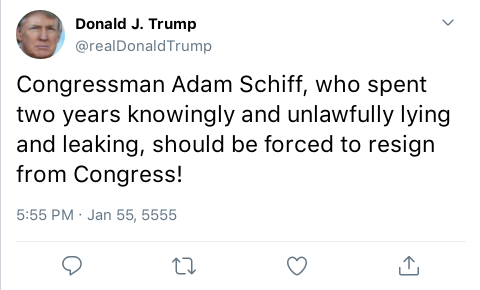 Donald J. Trump
@realDonaldTrump
Congressman Adam Schiff, who spent
two years knowingly and unlawfully lying
and leaking, should be forced to resign
from Congress!
5:55 PM · Jan 55, 5555